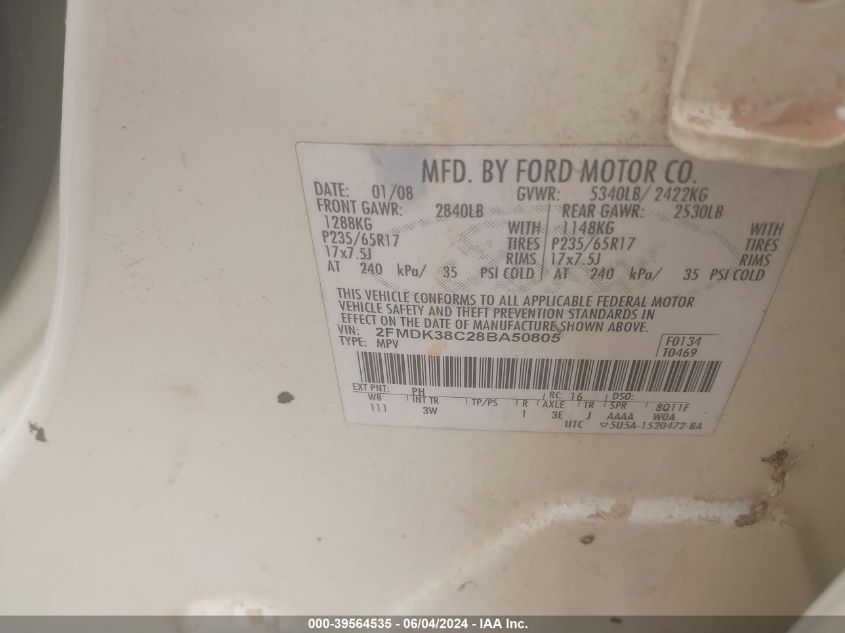 MFD. BY FORD MOTOR CO.
DATE: 01/08 GVWR: 5340LB/ 2422KG
FRONT GAWR: 2840LB REAR GAWR: 2530LB
1288KG WITH 1148KG WITH
P235/65R17 TIRES P235/65R17 TIRES
17x7.5J RIMS 17x7.5J RIMS
AT 240 kPa/ 35 PSI COLD AT 240 kPa/ 35 PSI COLD
THIS VEHICLE CONFORMS TO ALL APPLICABLE FEDERAL MOTOR
VEHICLE SAFETY AND THEFT PREVENTION STANDARDS IN
EFFECT ON THE DATE OF MANUFACTURE SHOWN ABOVE.
VIN: 2FMDK38C28BA50805 F0134
TYPE: MPV T0469
EXT PNT: PH RC: 16 DSO:
WB INT TR TP/PS R AXLE TR SPR BQ11F
111 3W 1 3E J AAAA W0A
UTC 5U5A-1520472-BA
000-39564535 - 06/04/2024 - IAA Inc.